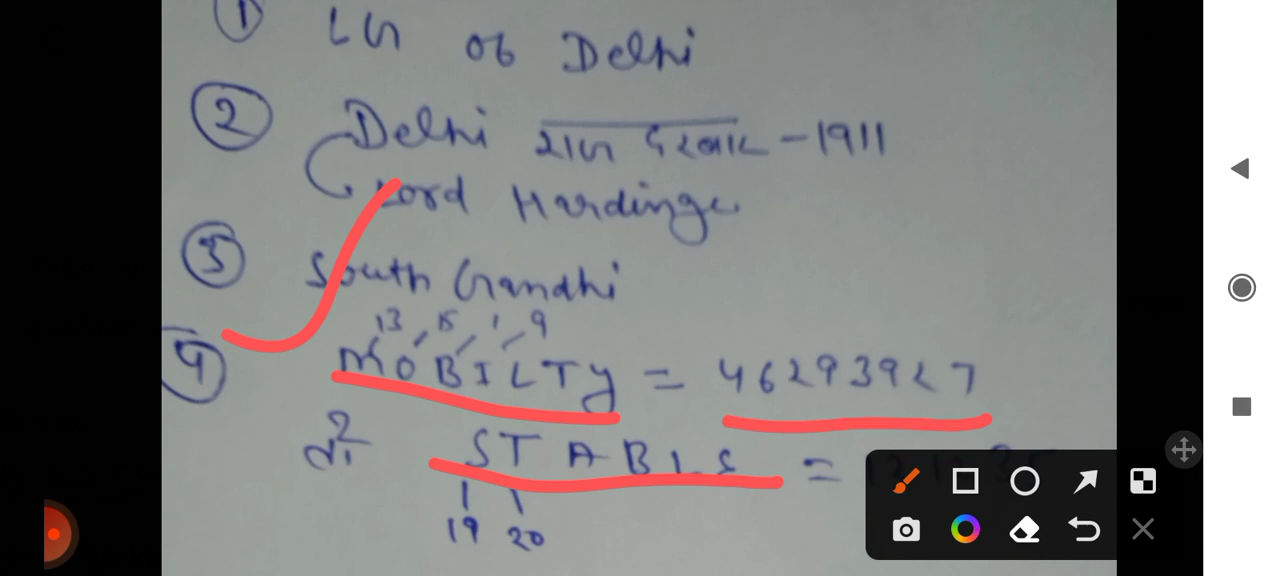 ① LG of Delhi
② Delhi राज दरबार - 1911
Lord Hardinge
③ South Gandhi
13 15 1 9
④ MOBILTY = 46293927
तो STABLE =
19 20